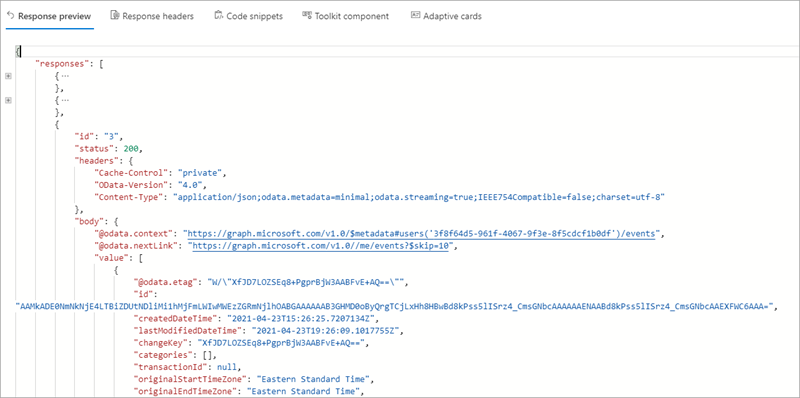 Response preview Response headers Code snippets Toolkit component Adaptive cards
{
"responses": [
{ ...
},
{ ...
},
{
"id": "3",
"status": 200,
"headers": {
"Cache-Control": "private",
"OData-Version": "4.0",
"Content-Type": "application/json;odata.metadata=minimal;odata.streaming=true;IEEE754Compatible=false;charset=utf-8"
},
"body": {
"@odata.context": "https://graph.microsoft.com/v1.0/$metadata#users('3f8f64d5-961f-4067-9f3e-8f5cdcf1b0df')/events",
"@odata.nextLink": "https://graph.microsoft.com/v1.0//me/events?$skip=10",
"value": [
{
"@odata.etag": "W/\"XfJD7LOZSEq8+PgprBjW3AABFvE+AQ==\"",
"id":
"AAMkADE0NmNkNjE4LTBiZDUtNDliMi1hMjFmLWIwMWEzZGRmNjlhOABGAAAAAAB3GHMD0oByQrgTCjLxHh8HBwBd8kPss5lISrz4_CmsGNbcAAAAAAENAABd8kPss5lISrz4_CmsGNbcAAEXFWC6AAA=",
"createdDateTime": "2021-04-23T15:26:25.7207134Z",
"lastModifiedDateTime": "2021-04-23T19:26:09.1017755Z",
"changeKey": "XfJD7LOZSEq8+PgprBjW3AABFvE+AQ==",
"categories": [],
"transactionId": null,
"originalStartTimeZone": "Eastern Standard Time",
"originalEndTimeZone": "Eastern Standard Time",